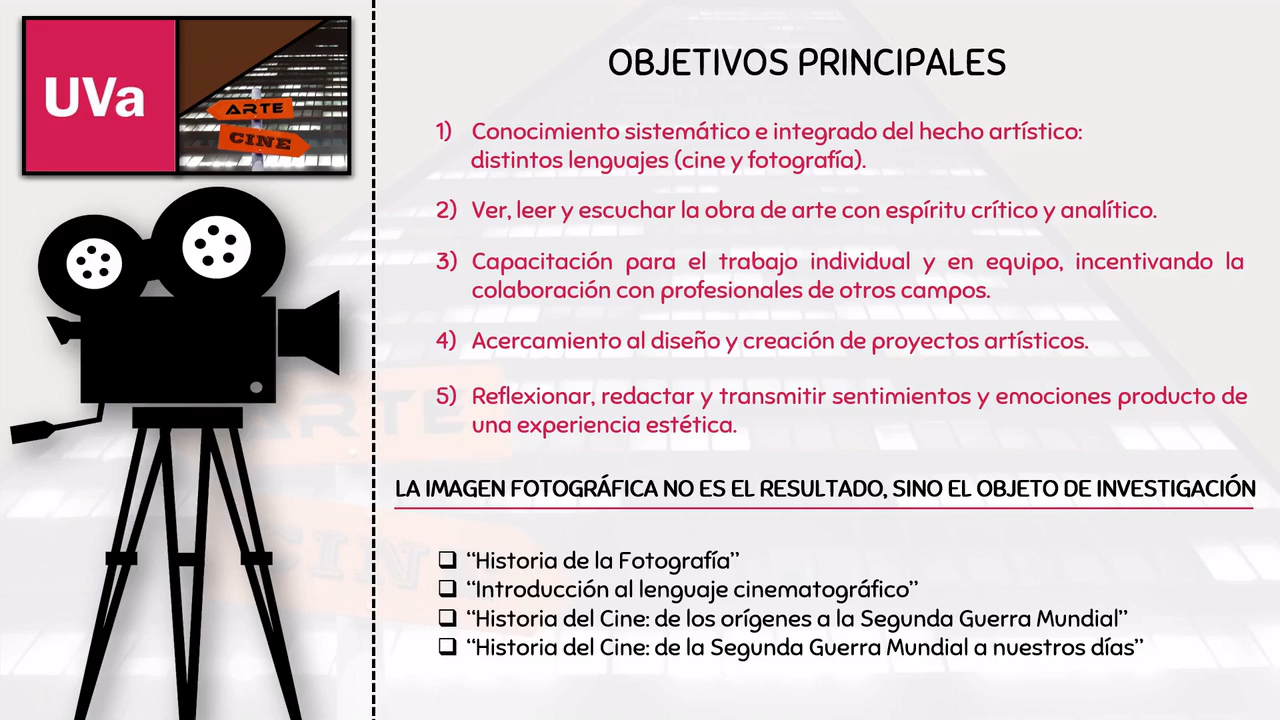 UVa
ARTE
CINE
OBJETIVOS PRINCIPALES
1) Conocimiento sistemático e integrado del hecho artístico:
distintos lenguajes (cine y fotografía).
2) Ver, leer y escuchar la obra de arte con espíritu crítico y analítico.
3) Capacitación para el trabajo individual y en equipo, incentivando la
colaboración con profesionales de otros campos.
4) Acercamiento al diseño y creación de proyectos artísticos.
5) Reflexionar, redactar y transmitir sentimientos y emociones producto de
una experiencia estética.
ARTE
CIN
LA IMAGEN FOTOGRÁFICA NO ES EL RESULTADO, SINO EL OBJETO DE INVESTIGACIÓN
❑ “Historia de la Fotografía”
❑ “Introducción al lenguaje cinematográfico”
❑ “Historia del Cine: de los orígenes a la Segunda Guerra Mundial”
❑ “Historia del Cine: de la Segunda Guerra Mundial a nuestros días”